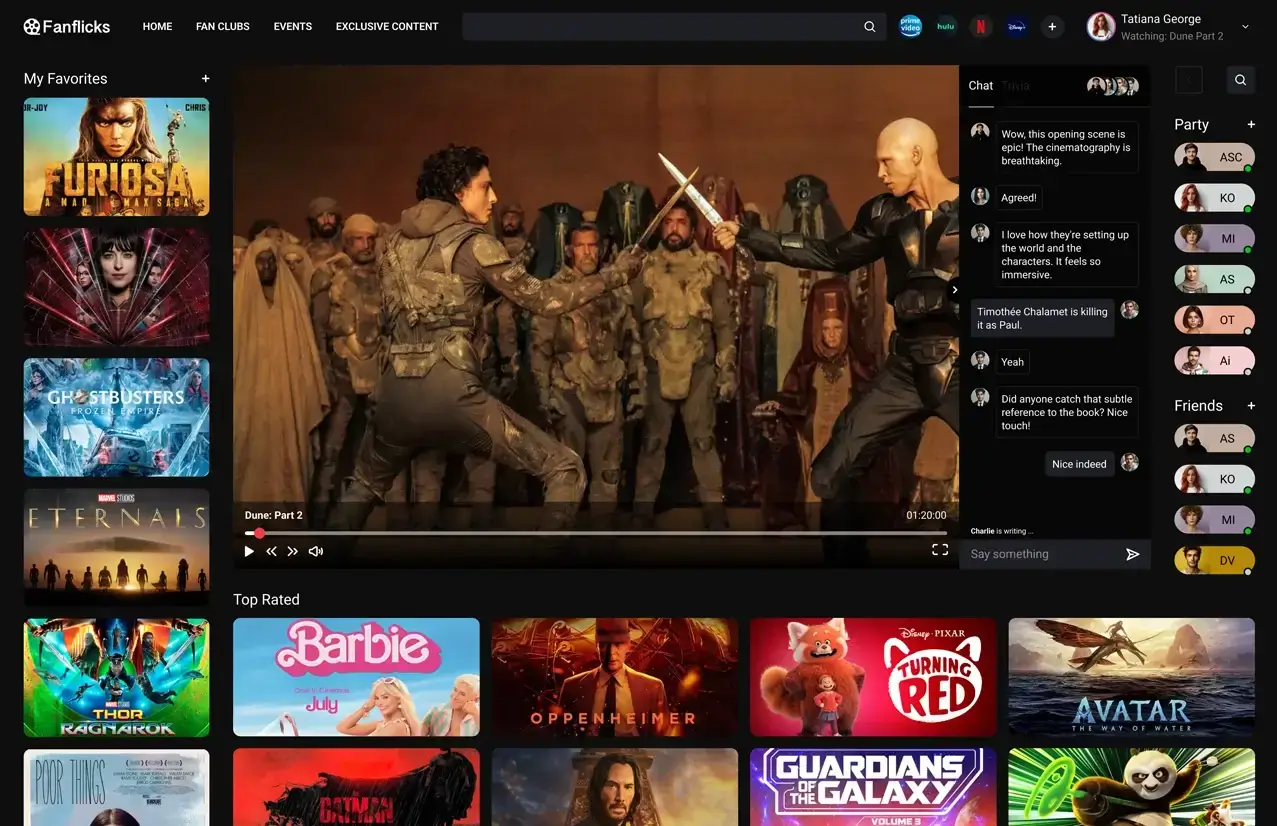 Fanflicks
HOME
FAN CLUBS
EVENTS
EXCLUSIVE CONTENT
prime
video
hulu
N
Disney+
+
Tatiana George
Watching: Dune Part 2
My Favorites
+
R-JOY
CHRIS
FURIOSA
A MAD MAX SAGA
GHOSTBUSTERS
FROZEN EMPIRE
MARVEL STUDIOS
ETERNALS
MARVEL STUDIOS
THOR
RAGNAROK
POOR THINGS
Dune: Part 2
01:20:00
Chat
Trivia
Wow, this opening scene is
epic! The cinematography is
breathtaking.
Agreed!
I love how they're setting up
the world and the
characters. It feels so
immersive.
Timothée Chalamet is killing
it as Paul.
Yeah
Did anyone catch that subtle
reference to the book? Nice
touch!
Nice indeed
Charlie is writing ...
Say something
Party
+
ASC
KO
MI
AS
OT
Ai
Friends
+
AS
KO
MI
DV
Top Rated
Barbie
July
OPPENHEIMER
Disney · PIXAR
TURNING
RED
AVATAR
THE WAY OF WATER
BATMAN
GUARDIANS
OF THE GALAXY
VOLUME 3